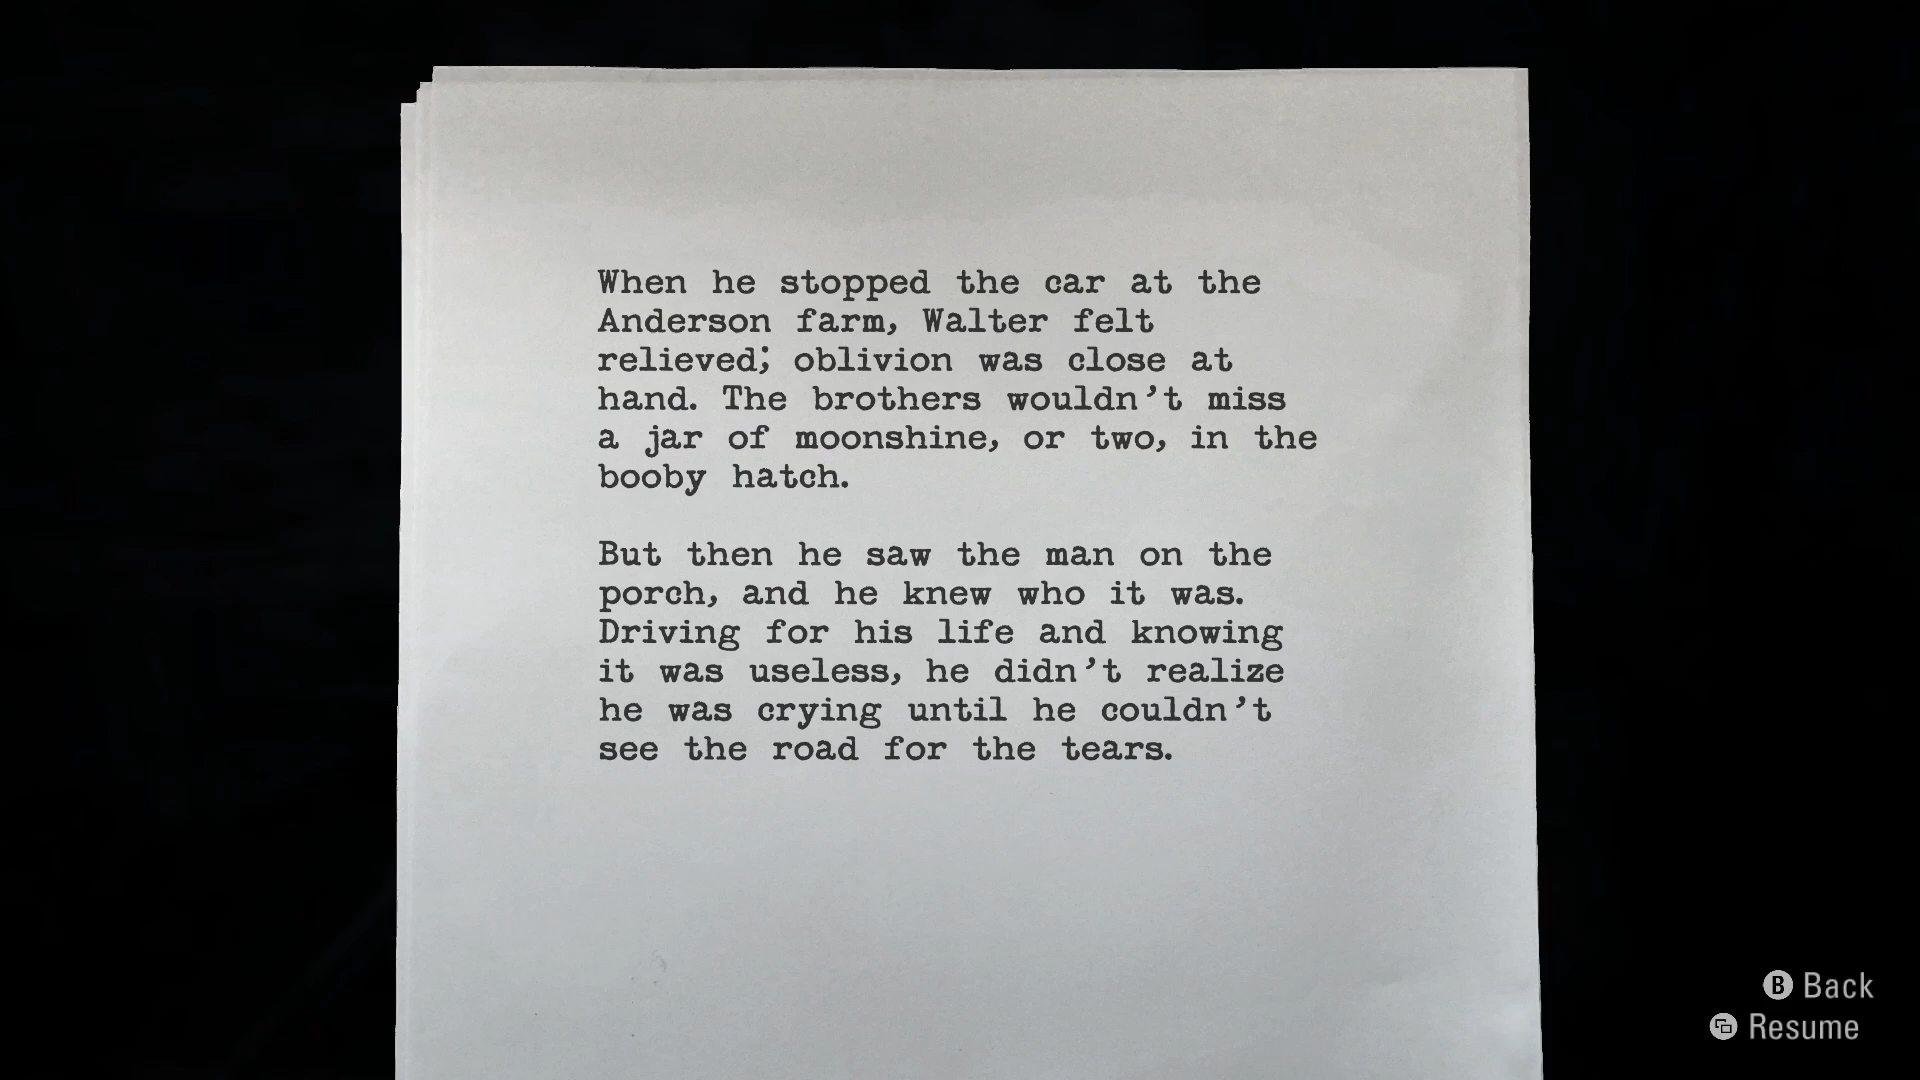 When he stopped the car at the
Anderson farm, Walter felt
relieved; oblivion was close at
hand. The brothers wouldn't miss
a jar of moonshine, or two, in the
booby hatch.
But then he saw the man on the
porch, and he knew who it was.
Driving for his life and knowing
it was useless, he didn't realize
he was crying until he couldn't
see the road for the tears.
B Back
Resume